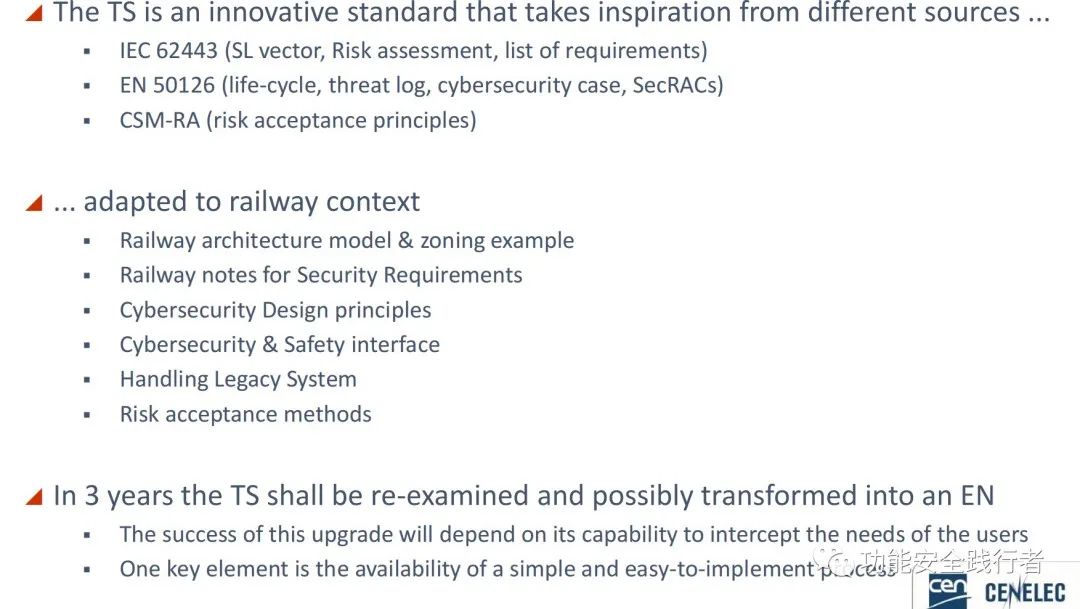 The TS is an innovative standard that takes inspiration from different sources ...
▪ IEC 62443 (SL vector, Risk assessment, list of requirements)
▪ EN 50126 (life-cycle, threat log, cybersecurity case, SecRACs)
▪ CSM-RA (risk acceptance principles)
... adapted to railway context
▪ Railway architecture model & zoning example
▪ Railway notes for Security Requirements
▪ Cybersecurity Design principles
▪ Cybersecurity & Safety interface
▪ Handling Legacy System
▪ Risk acceptance methods
In 3 years the TS shall be re-examined and possibly transformed into an EN
▪ The success of this upgrade will depend on its capability to intercept the needs of the users
▪ One key element is the availability of a simple and easy-to-implement process
功能安全践行者
cen CENELEC